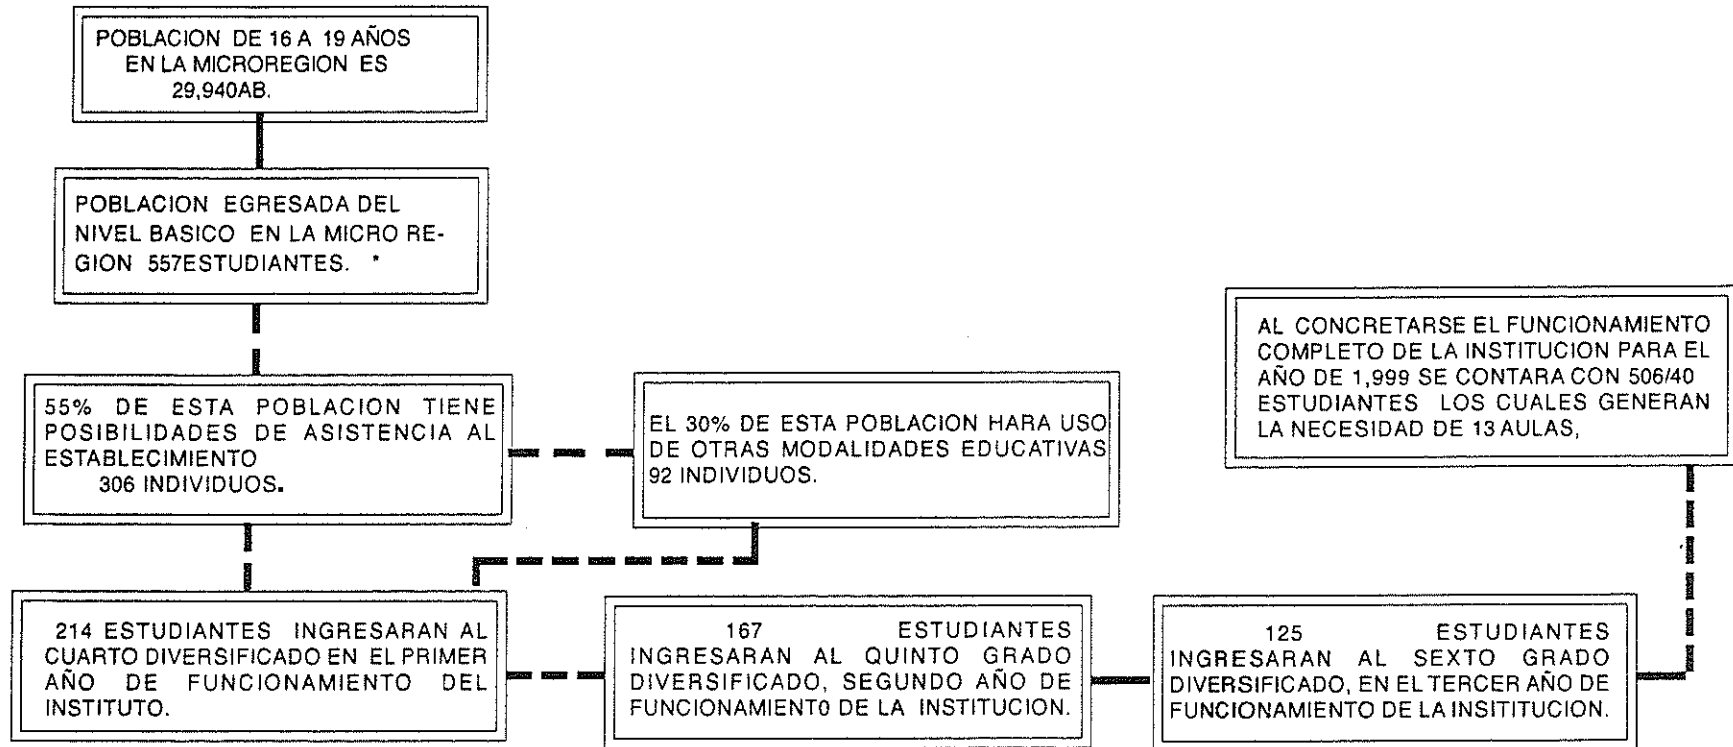 POBLACION DE 16 A 19 AÑOS
EN LA MICROREGION ES
29,940AB.
POBLACION EGRESADA DEL
NIVEL BASICO EN LA MICRO RE-
GION 557ESTUDIANTES. *
55% DE ESTA POBLACION TIENE
POSIBILIDADES DE ASISTENCIA AL
ESTABLECIMIENTO
306 INDIVIDUOS.
EL 30% DE ESTA POBLACION HARA USO
DE OTRAS MODALIDADES EDUCATIVAS
92 INDIVIDUOS.
AL CONCRETARSE EL FUNCIONAMIENTO
COMPLETO DE LA INSTITUCION PARA EL
AÑO DE 1,999 SE CONTARA CON 506/40
ESTUDIANTES LOS CUALES GENERAN
LA NECESIDAD DE 13 AULAS,
214 ESTUDIANTES INGRESARAN AL
CUARTO DIVERSIFICADO EN EL PRIMER
AÑO DE FUNCIONAMIENTO DEL
INSTITUTO.
167 ESTUDIANTES
INGRESARAN AL QUINTO GRADO
DIVERSIFICADO, SEGUNDO AÑO DE
FUNCIONAMIENTO DE LA INSTITUCION.
125 ESTUDIANTES
INGRESARAN AL SEXTO GRADO
DIVERSIFICADO, EN EL TERCER AÑO DE
FUNCIONAMIENTO DE LA INSITITUCION.